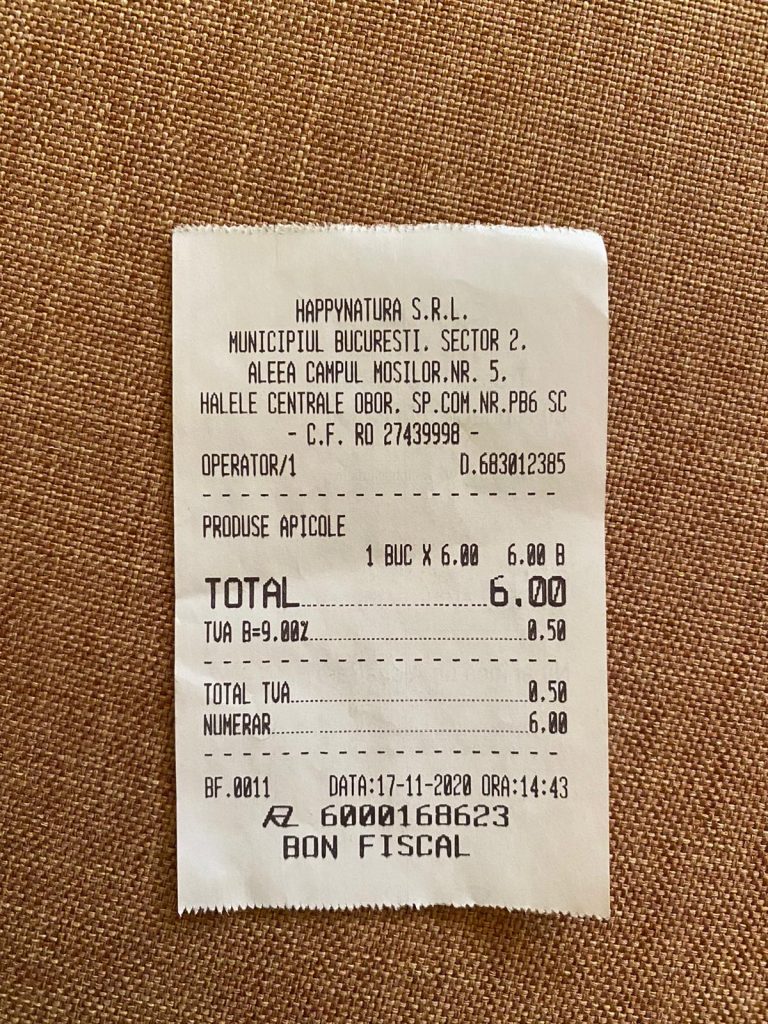 HAPPYNATURA S.R.L.
MUNICIPIUL BUCURESTI, SECTOR 2,
ALEEA CAMPUL MOSILOR,NR. 5,
HALELE CENTRALE OBOR, SP.COM.NR.PB6 SC
- C.F. RO 27439998 -
OPERATOR/1 D.683012385
PRODUSE APICOLE
1 BUC X 6.00 6.00 B
TOTAL 6.00
TVA B=9.00% 0.50
TOTAL TVA 0.50
NUMERAR 6.00
BF.0011 DATA:17-11-2020 ORA:14:43
6000168623
BON FISCAL